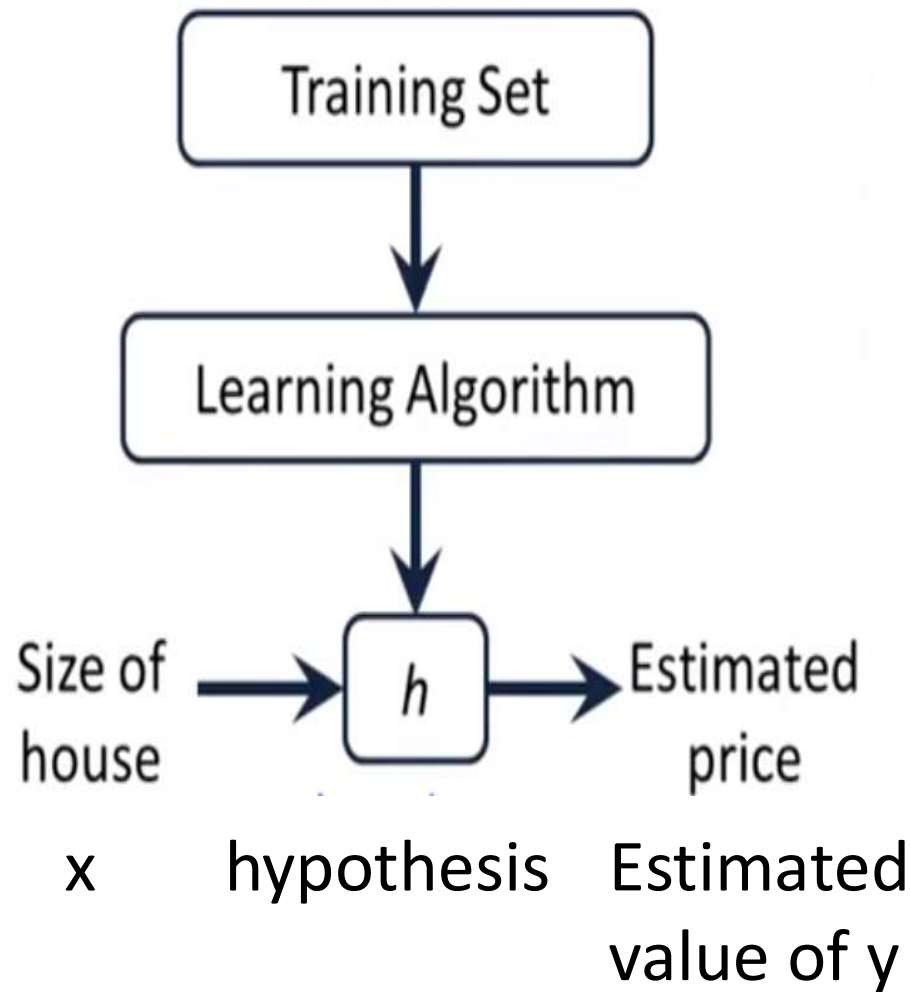 Training Set
Learning Algorithm
Size of
house
h
Estimated
price
x hypothesis Estimated
value of y